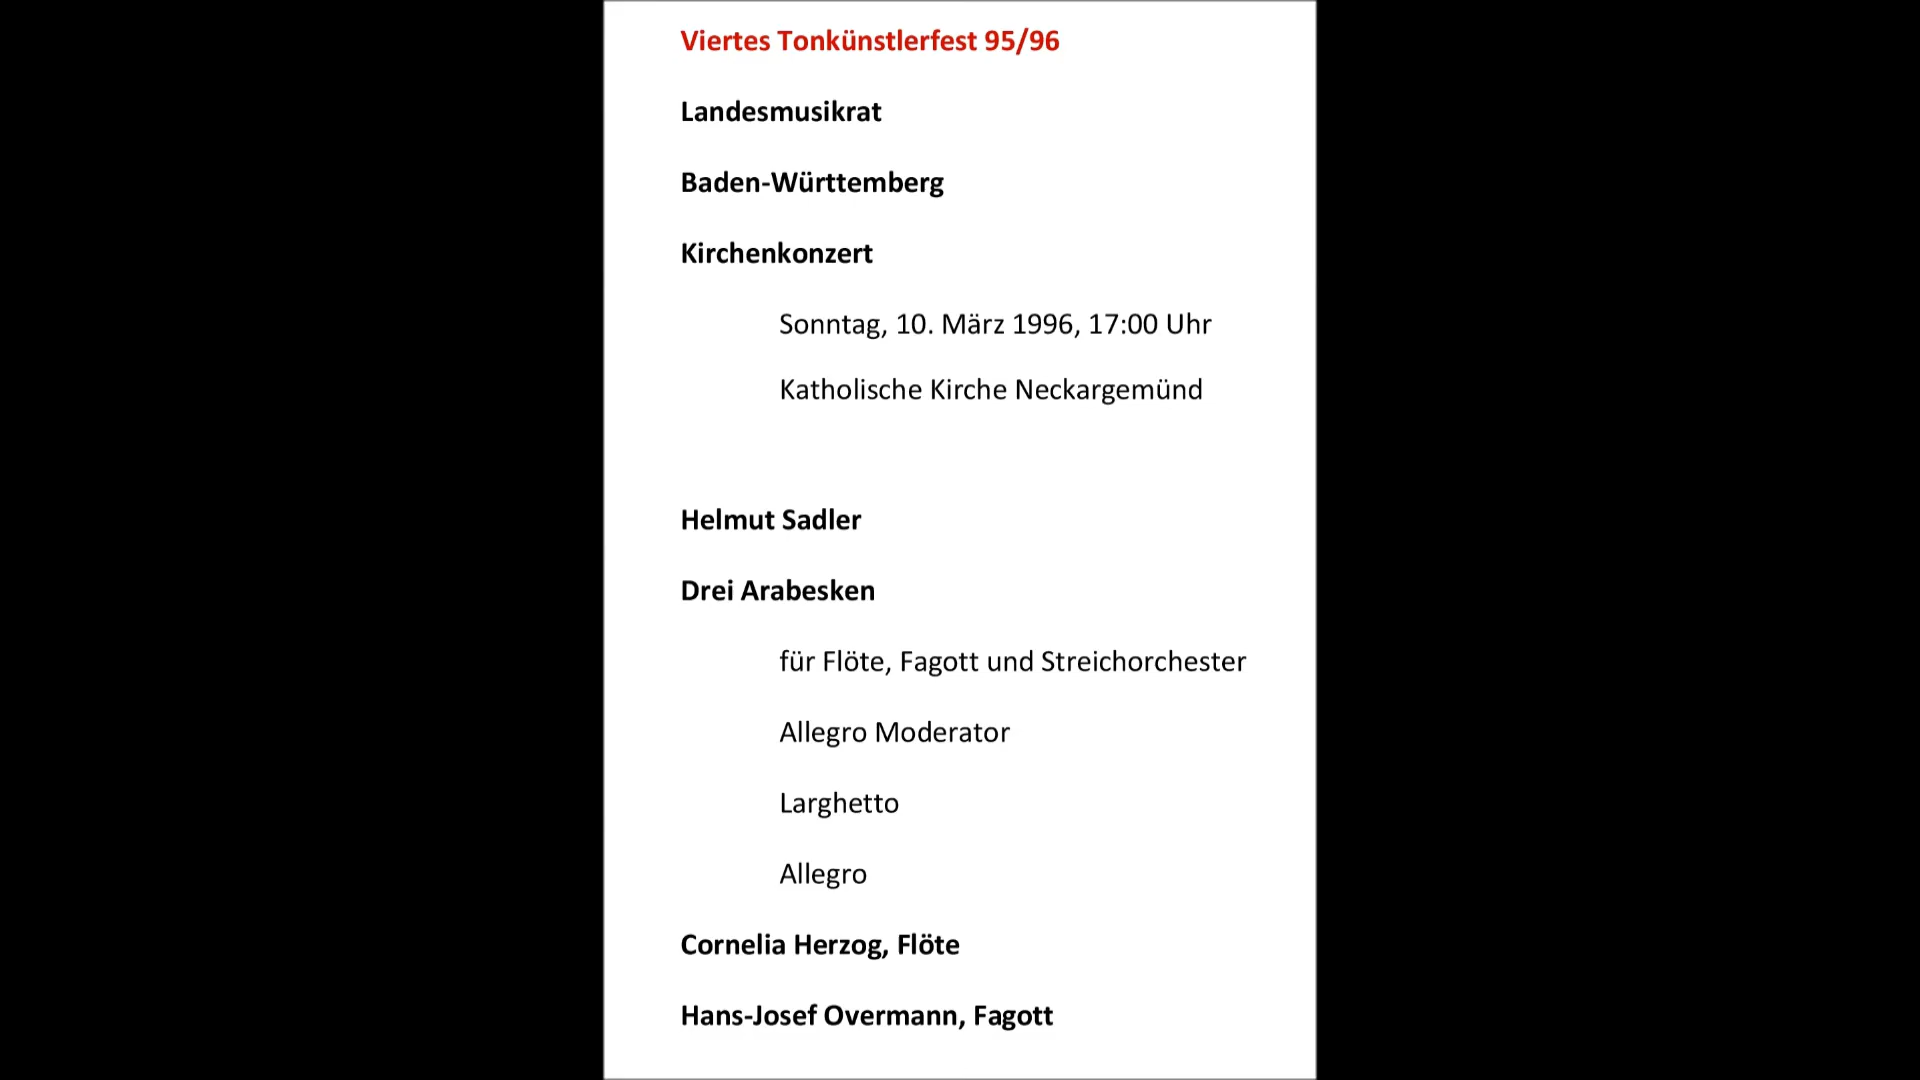 Viertes Tonkünstlerfest 95/96
Landesmusikrat
Baden-Württemberg
Kirchenkonzert
Sonntag, 10. März 1996, 17:00 Uhr
Katholische Kirche Neckargemünd
Helmut Sadler
Drei Arabesken
für Flöte, Fagott und Streichorchester
Allegro Moderator
Larghetto
Allegro
Cornelia Herzog, Flöte
Hans-Josef Overmann, Fagott